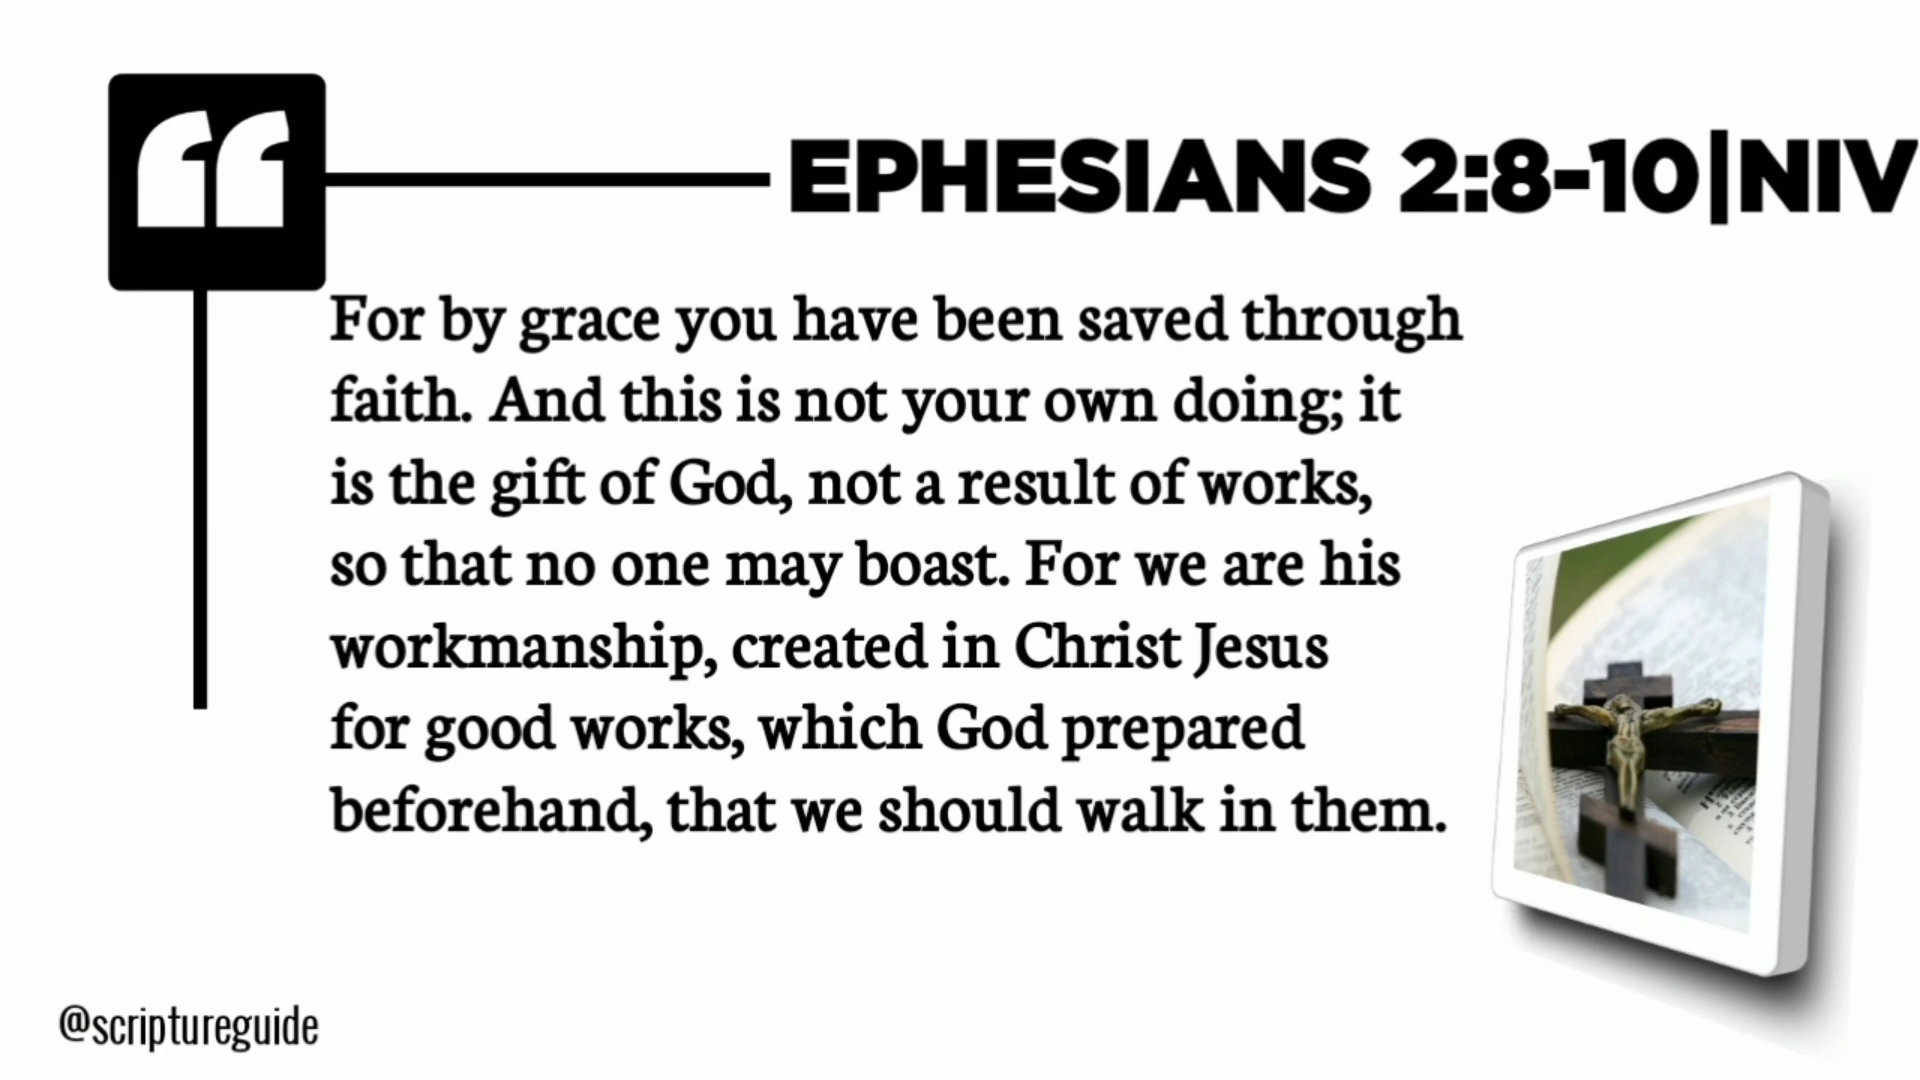 EPHESIANS 2:8-10|NIV
For by grace you have been saved through
faith. And this is not your own doing; it
is the gift of God, not a result of works,
so that no one may boast. For we are his
workmanship, created in Christ Jesus
for good works, which God prepared
beforehand, that we should walk in them.
@scriptureguide